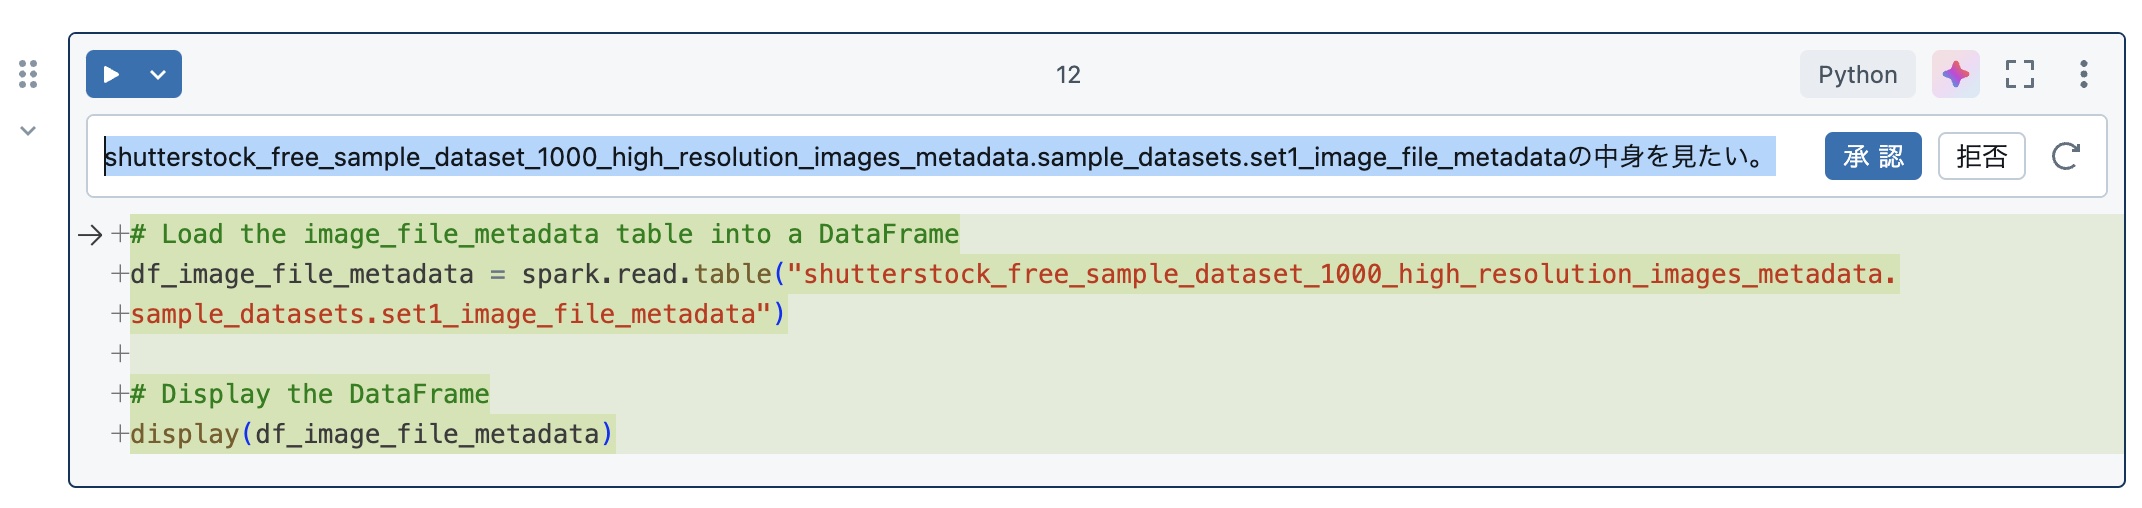 12
Python
shutterstock_free_sample_dataset_1000_high_resolution_images_metadata.sample_datasets.set1_image_file_metadataの中身を見たい。
承認
拒否
+# Load the image_file_metadata table into a DataFrame
+df_image_file_metadata = spark.read.table("shutterstock_free_sample_dataset_1000_high_resolution_images_metadata.
+sample_datasets.set1_image_file_metadata")
+
+# Display the DataFrame
+display(df_image_file_metadata)